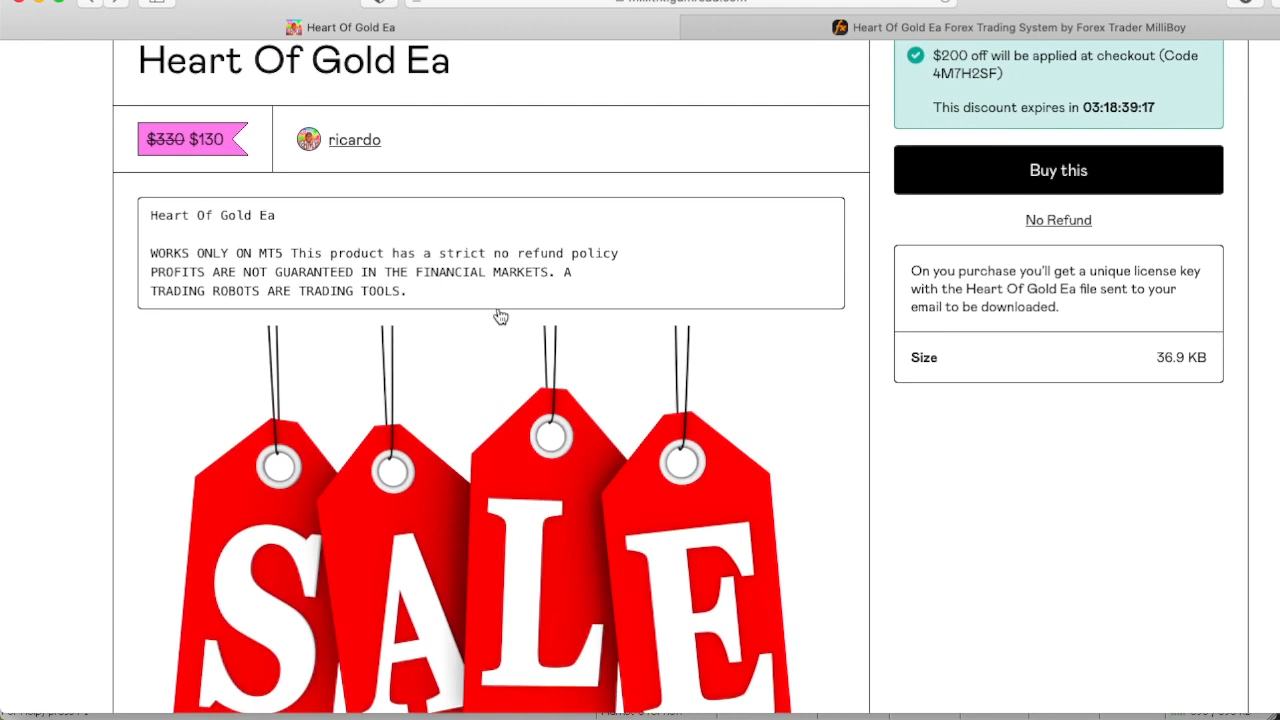 Heart Of Gold Ea
Heart Of Gold Ea Forex Trading System by Forex Trader MilliBoy
Heart Of Gold Ea
$330 $130
ricardo
Heart Of Gold Ea
WORKS ONLY ON MT5 This product has a strict no refund policy
PROFITS ARE NOT GUARANTEED IN THE FINANCIAL MARKETS. A
TRADING ROBOTS ARE TRADING TOOLS.
SALE
$200 off will be applied at checkout (Code
4M7H2SF)
This discount expires in 03:18:39:17
Buy this
No Refund
On you purchase you'll get a unique license key
with the Heart Of Gold Ea file sent to your
email to be downloaded.
Size 36.9 KB